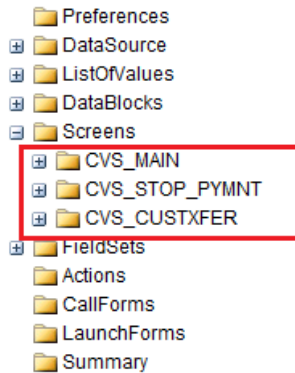 Preferences
DataSource
ListOfValues
DataBlocks
Screens
CVS_MAIN
CVS_STOP_PYMNT
CVS_CUSTXFER
FieldSets
Actions
CallForms
LaunchForms
Summary